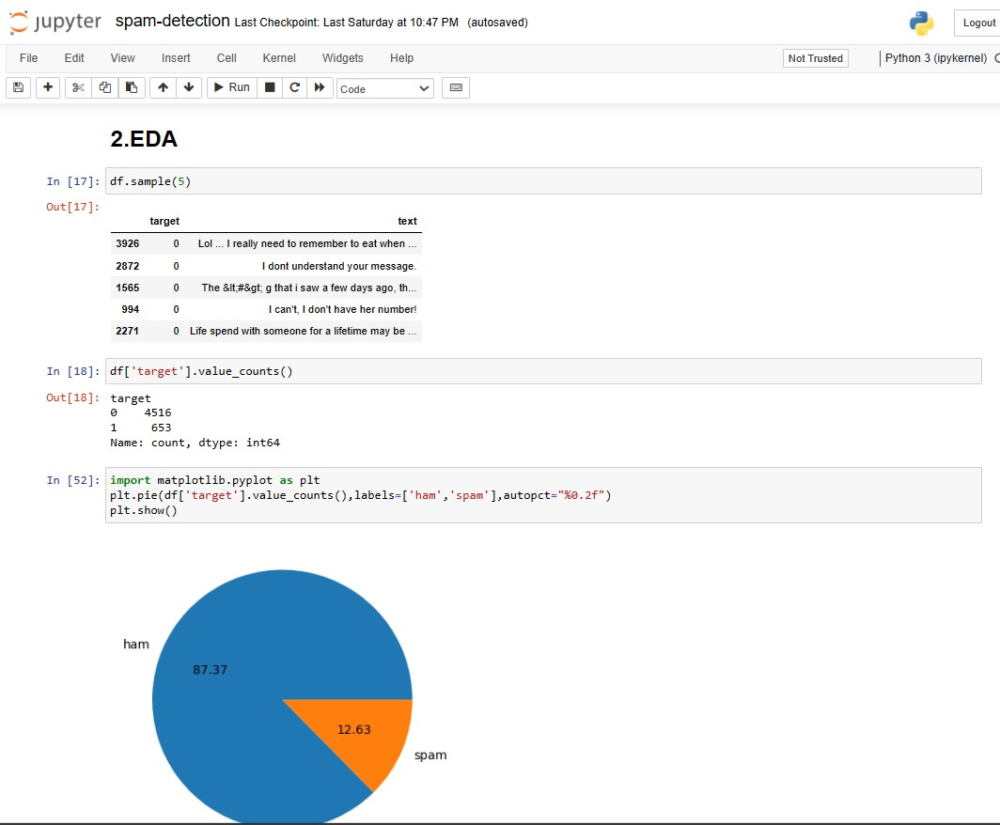 jupyter spam-detection Last Checkpoint: Last Saturday at 10:47 PM (autosaved) Logout
File Edit View Insert Cell Kernel Widgets Help Not Trusted Python 3 (ipykernel)
Run Code
2.EDA
In [17]: df.sample(5)
Out[17]:
target text
3926 0 Lol ... I really need to remember to eat when ...
2872 0 I dont understand your message.
1565 0 The &lt;#&gt; g that i saw a few days ago, th...
994 0 I can't, I don't have her number!
2271 0 Life spend with someone for a lifetime may be ...
In [18]: df['target'].value_counts()
Out[18]: target
0 4516
1 653
Name: count, dtype: int64
In [52]: import matplotlib.pyplot as plt
plt.pie(df['target'].value_counts(),labels=['ham','spam'],autopct="%0.2f")
plt.show()
ham
87.37
12.63
spam